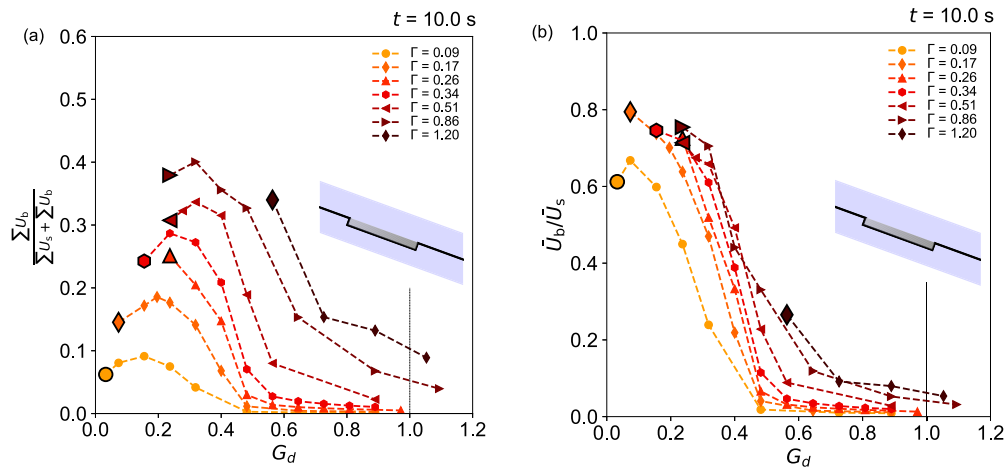 t = 10.0 s
(a)
0.6
0.5
0.4
0.3
0.2
0.1
0.0
∑U_b
∑U_s + ∑U_b
Γ = 0.09
Γ = 0.17
Γ = 0.26
Γ = 0.34
Γ = 0.51
Γ = 0.86
Γ = 1.20
0.0 0.2 0.4 0.6 0.8 1.0 1.2
G_d
t = 10.0 s
(b)
1.0
0.8
0.6
0.4
0.2
0.0
Ū_b/Ū_s
Γ = 0.09
Γ = 0.17
Γ = 0.26
Γ = 0.34
Γ = 0.51
Γ = 0.86
Γ = 1.20
0.0 0.2 0.4 0.6 0.8 1.0 1.2
G_d